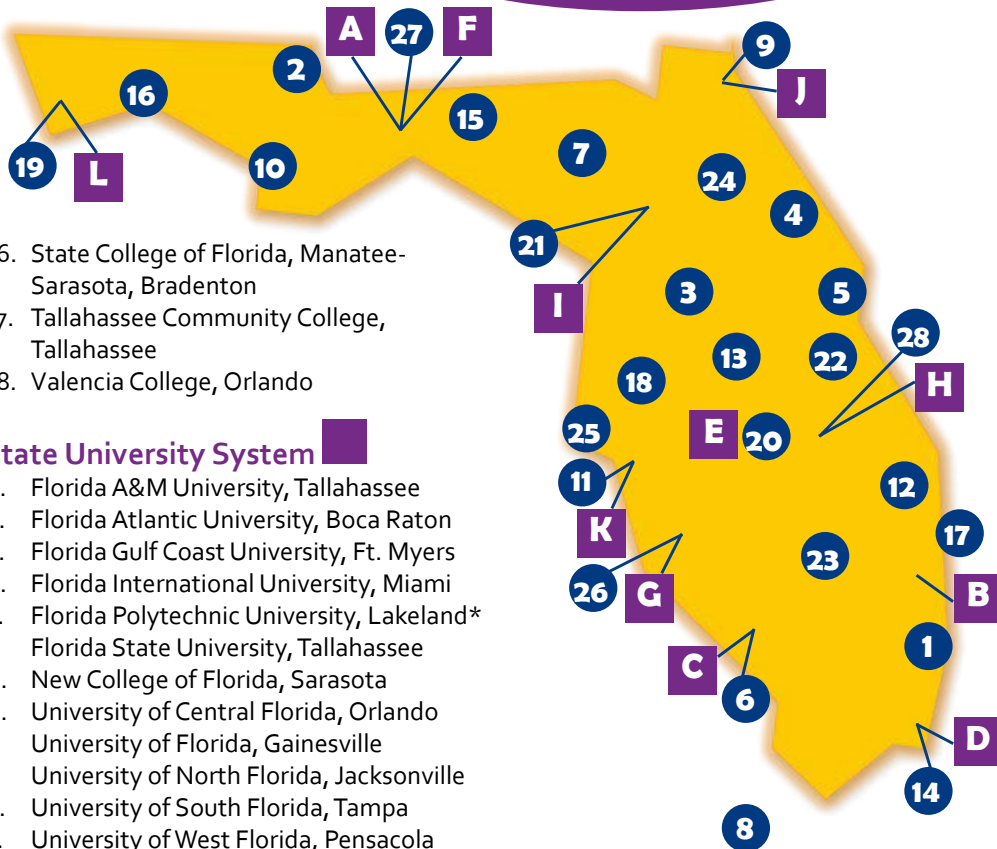 A 27 F
9
J
2
16
15
7
19
L
10
24
4
21
I
3
5
6. State College of Florida, Manatee-
Sarasota, Bradenton
7. Tallahassee Community College,
Tallahassee
8. Valencia College, Orlando
28
13
22
H
18
25
E
20
11
12
K
17
23
26
G
B
1
C
6
D
14
8
tate University System
. Florida A&M University, Tallahassee
. Florida Atlantic University, Boca Raton
. Florida Gulf Coast University, Ft. Myers
. Florida International University, Miami
. Florida Polytechnic University, Lakeland*
Florida State University, Tallahassee
. New College of Florida, Sarasota
. University of Central Florida, Orlando
University of Florida, Gainesville
University of North Florida, Jacksonville
. University of South Florida, Tampa
. University of West Florida, Pensacola